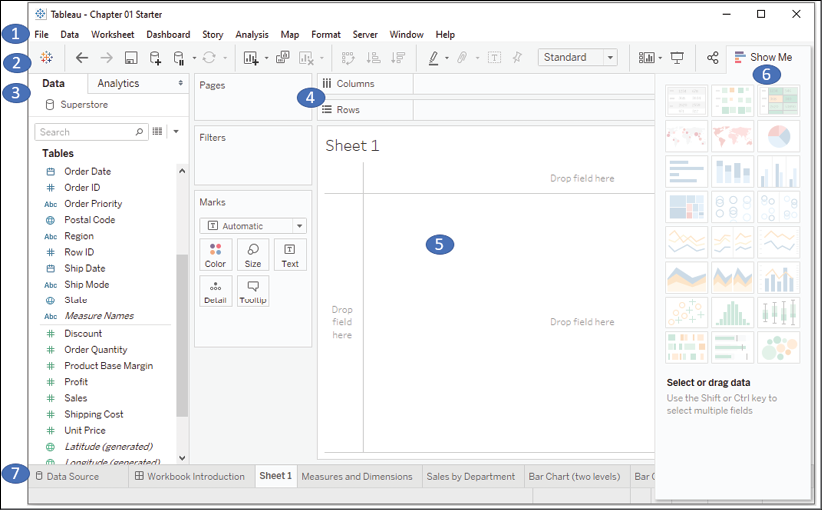 Tableau - Chapter 01 Starter
1 File Data Worksheet Dashboard Story Analysis Map Format Server Window Help
2 Standard Show Me
3 Data Analytics
Superstore
Search
Tables
Order Date
Order ID
Abc Order Priority
Postal Code
Abc Region
Row ID
Ship Date
Abc Ship Mode
State
Abc Measure Names
Discount
Order Quantity
Product Base Margin
Profit
Sales
Shipping Cost
Unit Price
Latitude (generated)
Longitude (generated)
Pages
Filters
Marks
Automatic
Color Size Text
Detail Tooltip
4
Columns
Rows
Sheet 1
Drop field here
5
Drop
field
here
Drop field here
6
Select or drag data
Use the Shift or Ctrl key to
select multiple fields
7 Data Source Workbook Introduction Sheet 1 Measures and Dimensions Sales by Department Bar Chart (two levels) Bar C